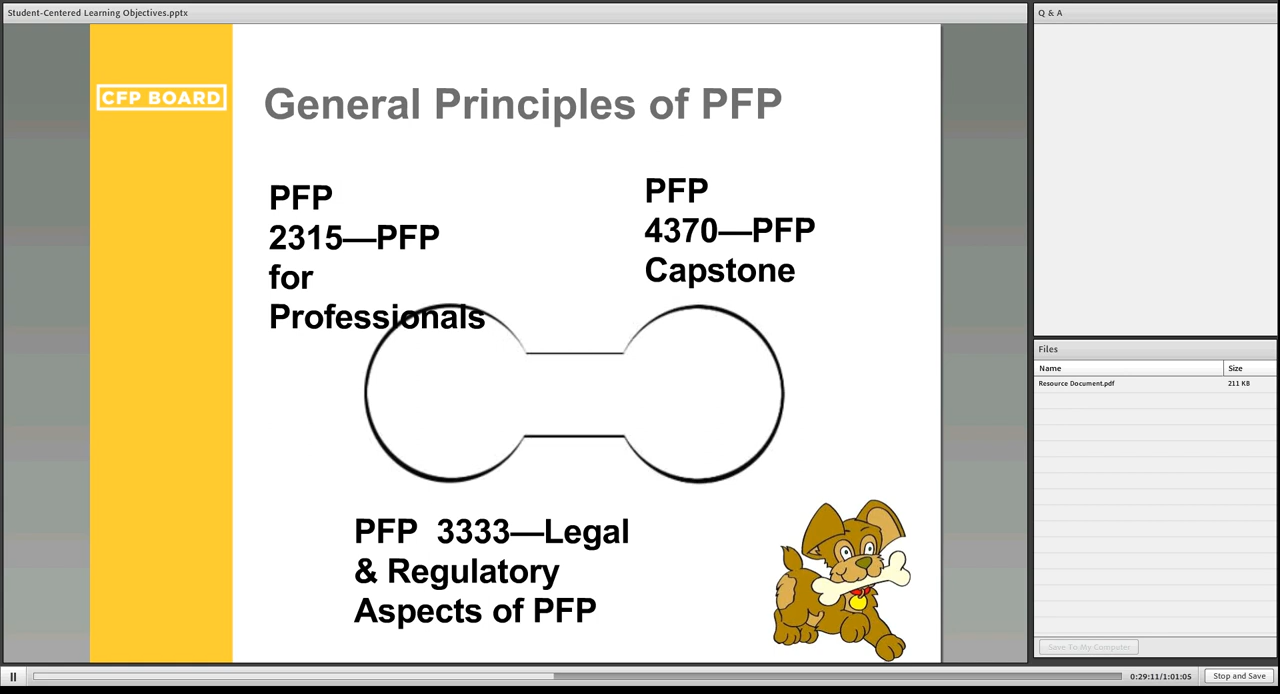 Student-Centered Learning Objectives.pptx
CFP BOARD
General Principles of PFP
PFP
2315—PFP
for
Professionals
PFP
4370—PFP
Capstone
PFP  3333—Legal
& Regulatory
Aspects of PFP
Q & A
Files
Name Size
Resource Document.pdf 211 KB
Save To My Computer
0:29:11/1:01:05 Stop and Save